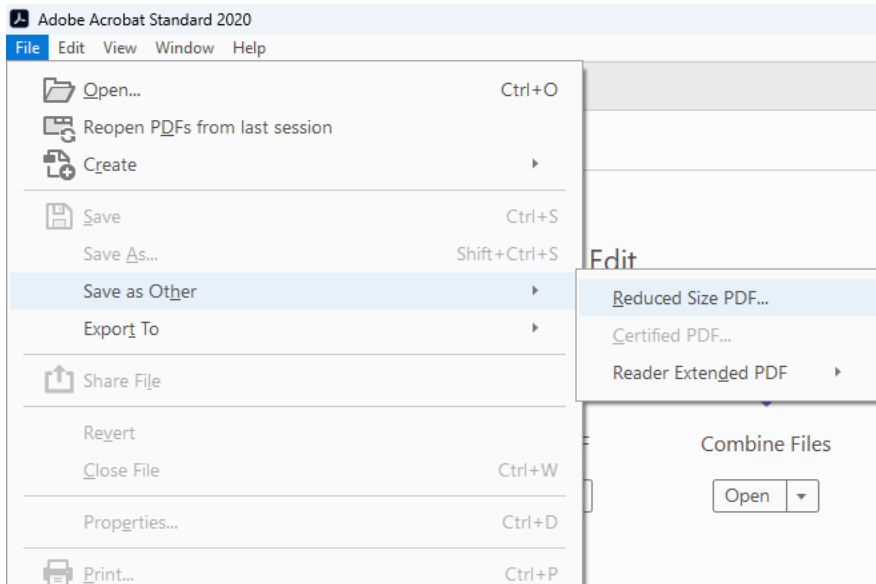 Adobe Acrobat Standard 2020
File Edit View Window Help
Open... Ctrl+O
Reopen PDFs from last session
Create
Save Ctrl+S
Save As... Shift+Ctrl+S
Edit
Save as Other
Reduced Size PDF...
Export To
Certified PDF...
Reader Extended PDF
Share File
Revert
Combine Files
Close File Ctrl+W
Open
Properties... Ctrl+D
Print... Ctrl+P